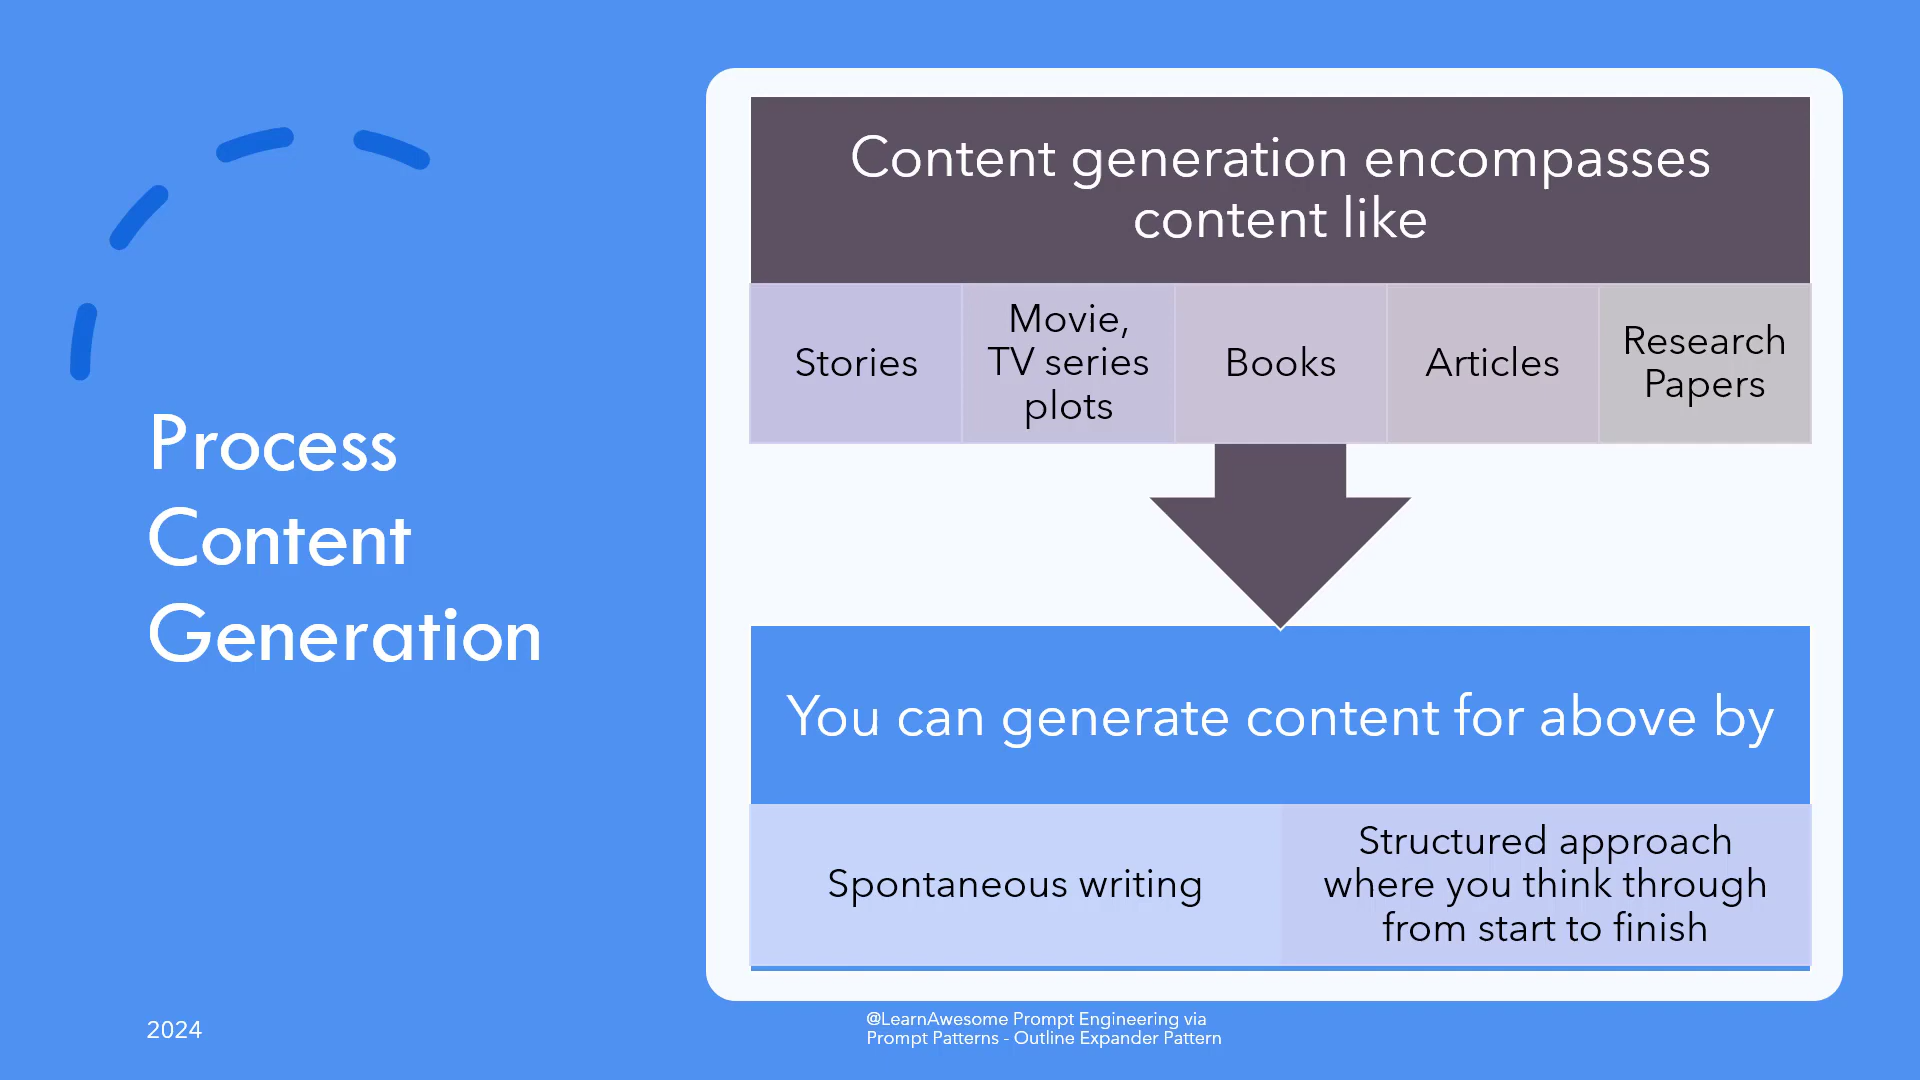 Process
Content
Generation
Content generation encompasses
content like
Stories
Movie,
TV series
plots
Books
Articles
Research
Papers
You can generate content for above by
Spontaneous writing
Structured approach
where you think through
from start to finish
2024
@LearnAwesome Prompt Engineering via
Prompt Patterns - Outline Expander Pattern